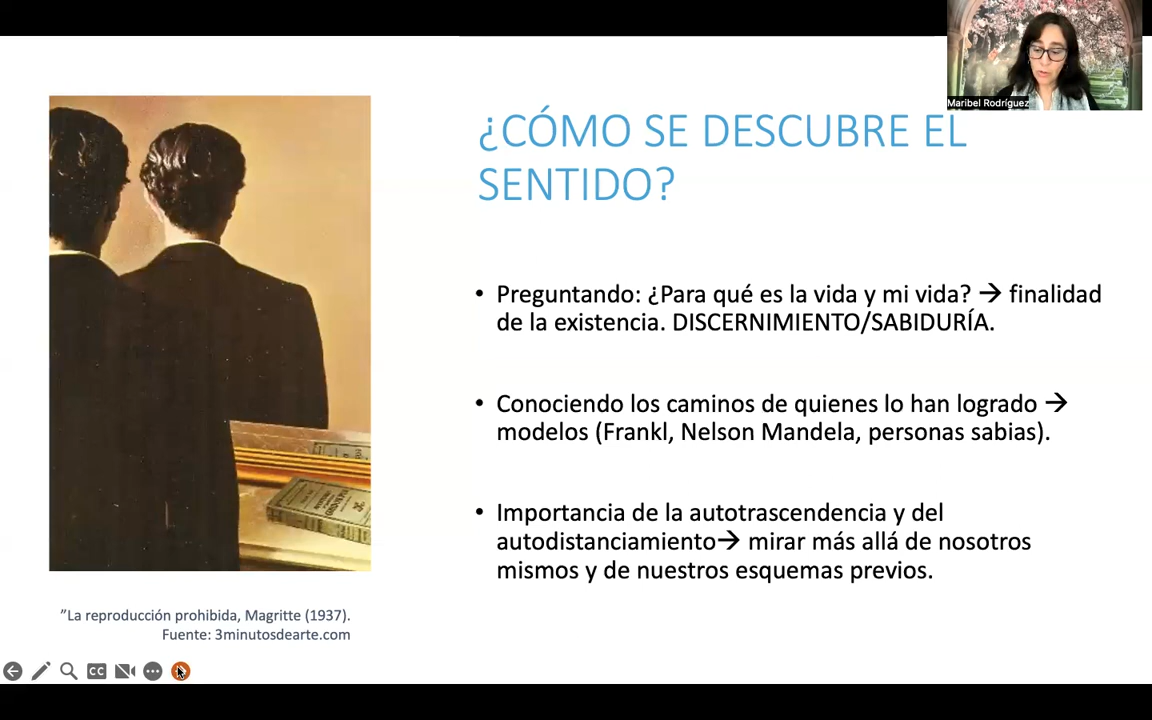 Maribel Rodríguez
¿CÓMO SE DESCUBRE EL
SENTIDO?
• Preguntando: ¿Para qué es la vida y mi vida? → finalidad
de la existencia. DISCERNIMIENTO/SABIDURÍA.
• Conociendo los caminos de quienes lo han logrado →
modelos (Frankl, Nelson Mandela, personas sabias).
• Importancia de la autotrascendencia y del
autodistanciamiento→ mirar más allá de nosotros
mismos y de nuestros esquemas previos.
”La reproducción prohibida, Magritte (1937).
Fuente: 3minutosdearte.com
CC